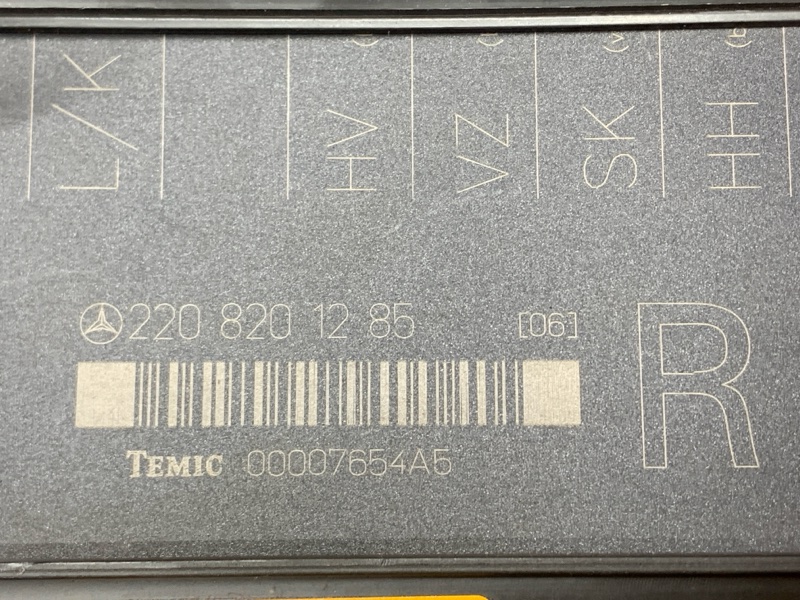 L/K
HV
VZ
SK (v
HH (b
220 820 12 85 [06]
R
TEMIC 00007654A5